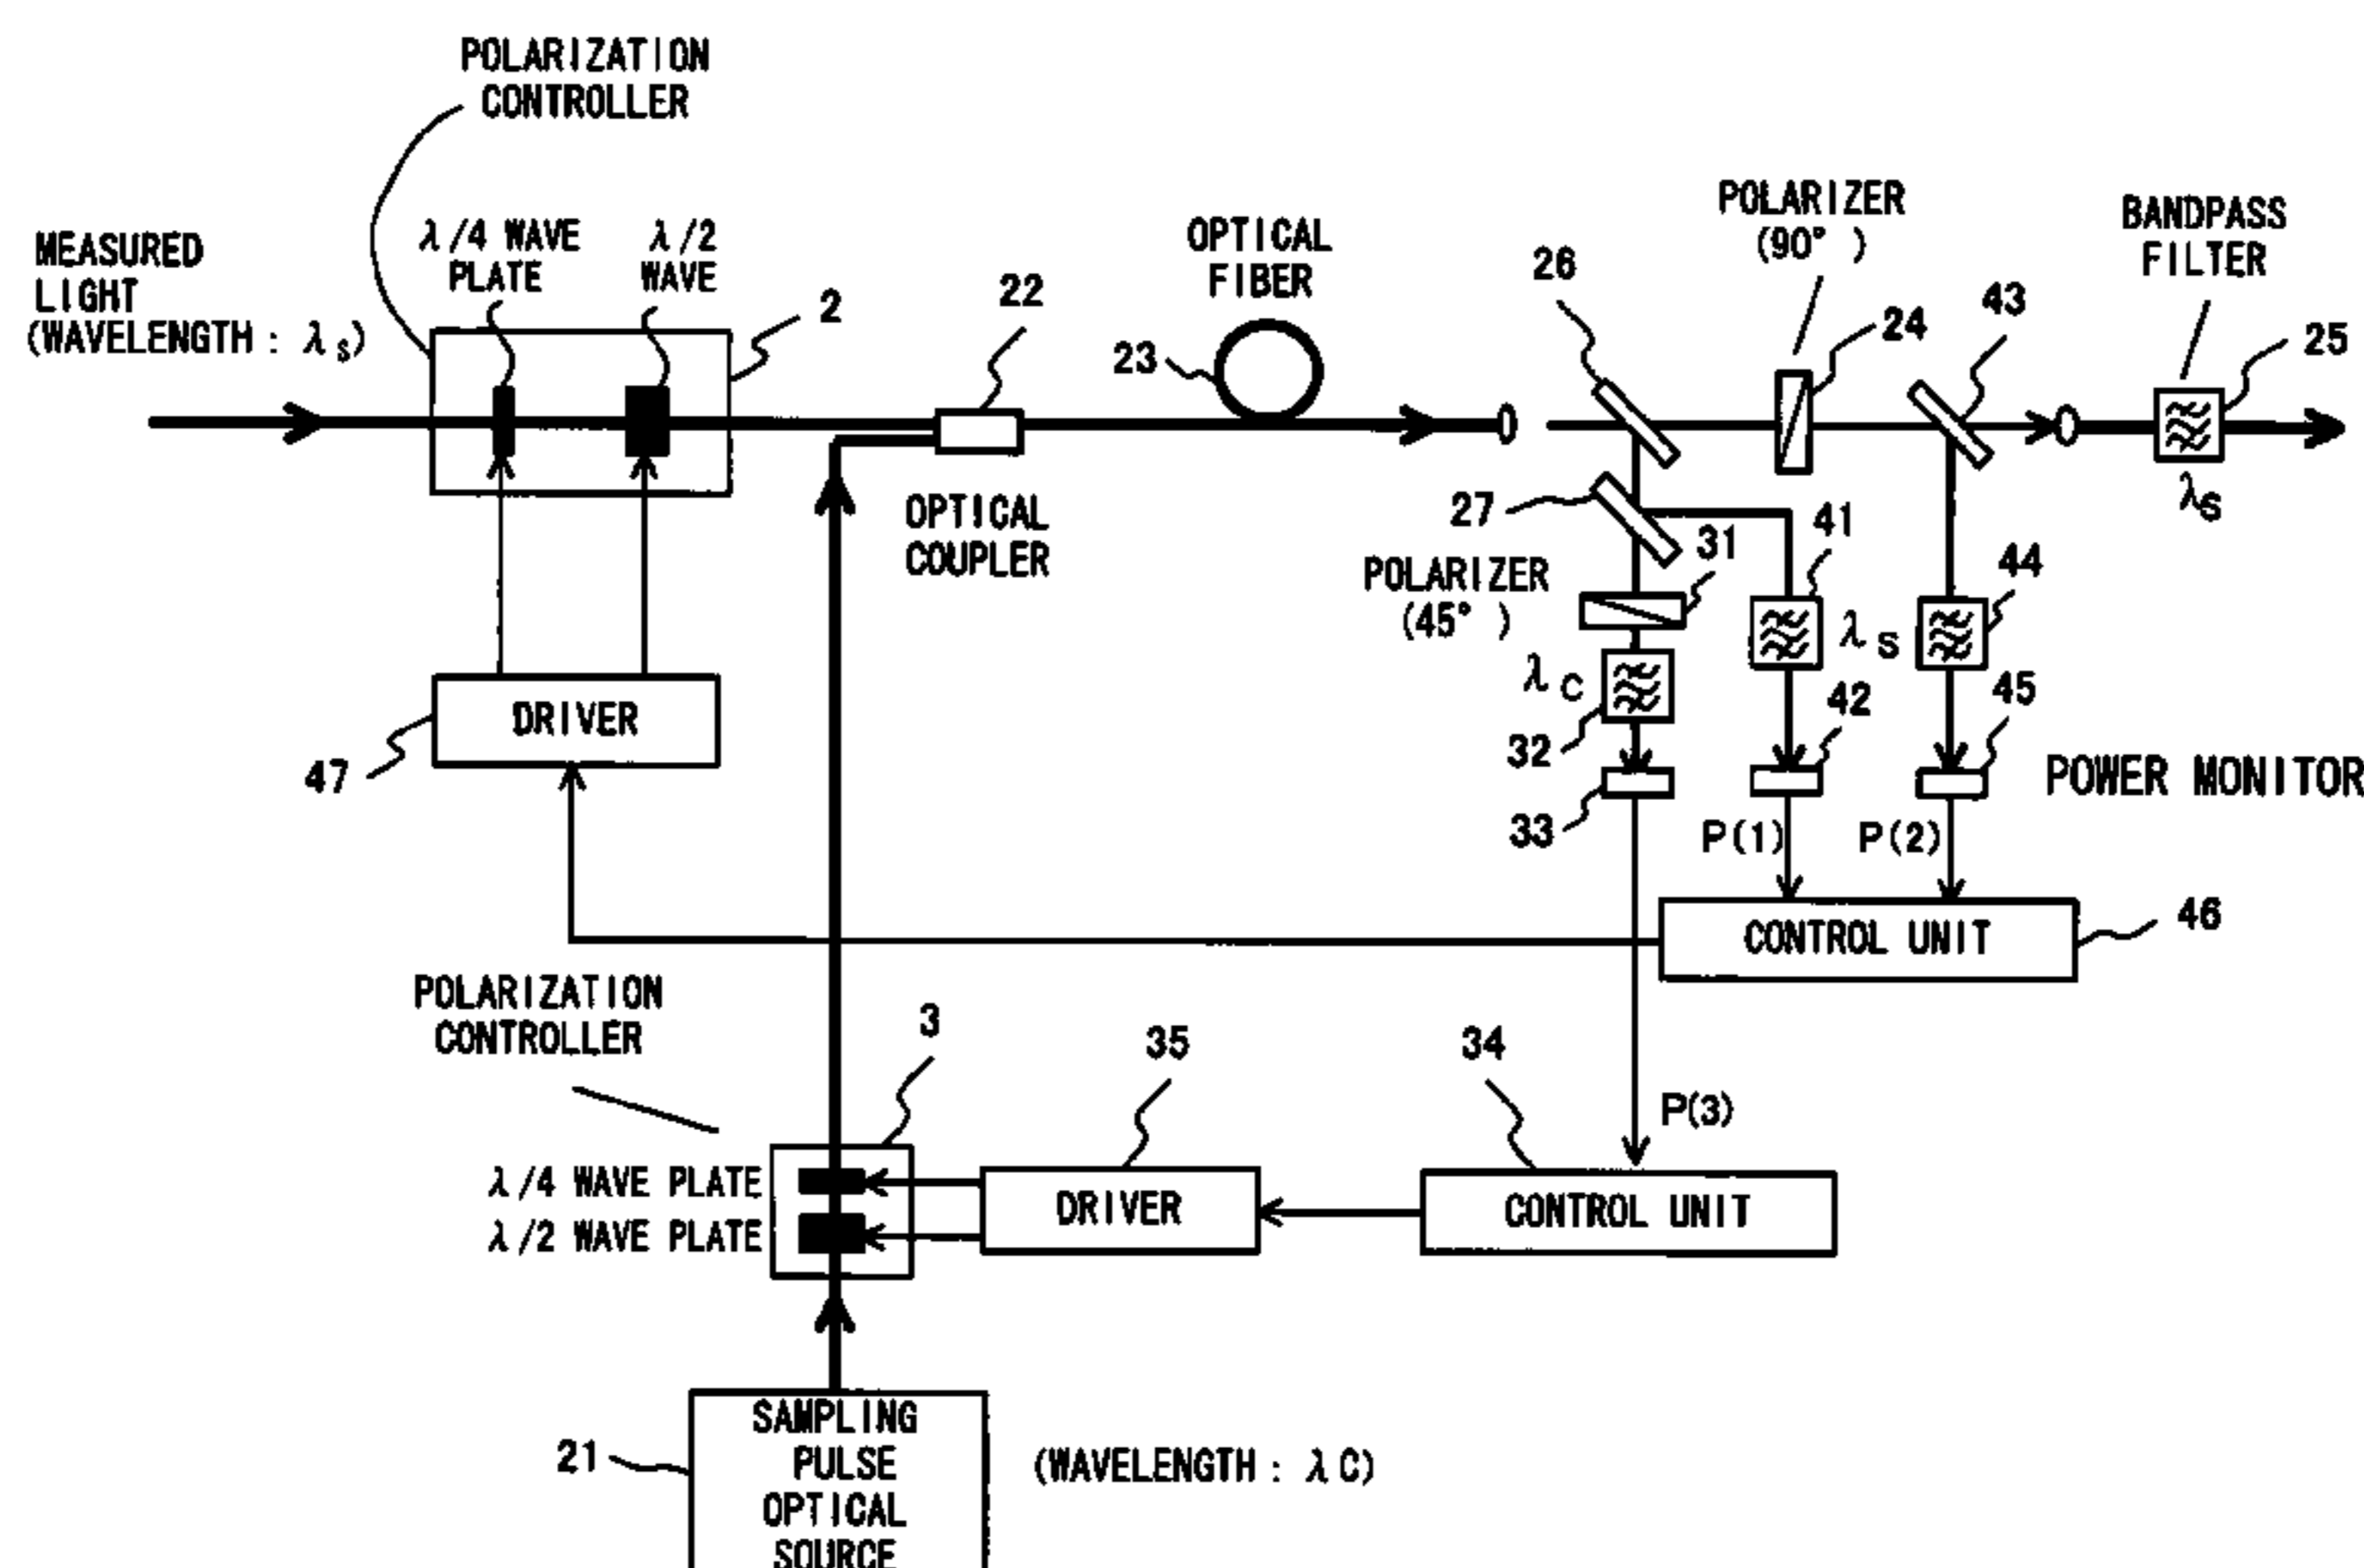 POLARIZATION
CONTROLLER
MEASURED
LIGHT
(WAVELENGTH : λs)
λ/4 WAVE
PLATE
λ/2
WAVE
2
22
OPTICAL
FIBER
23
26
POLARIZER
(90°)
24
43
BANDPASS
FILTER
25
λS
OPTICAL
COUPLER
27
POLARIZER
(45°)
31
41
44
λC
λS
32
42
45
33
POWER MONITOR
DRIVER
47
P(1)
P(2)
CONTROL UNIT
46
POLARIZATION
CONTROLLER
3
35
34
P(3)
λ/4 WAVE PLATE
λ/2 WAVE PLATE
DRIVER
CONTROL UNIT
21
SAMPLING
PULSE
OPTICAL
SOURCE
(WAVELENGTH : λC)